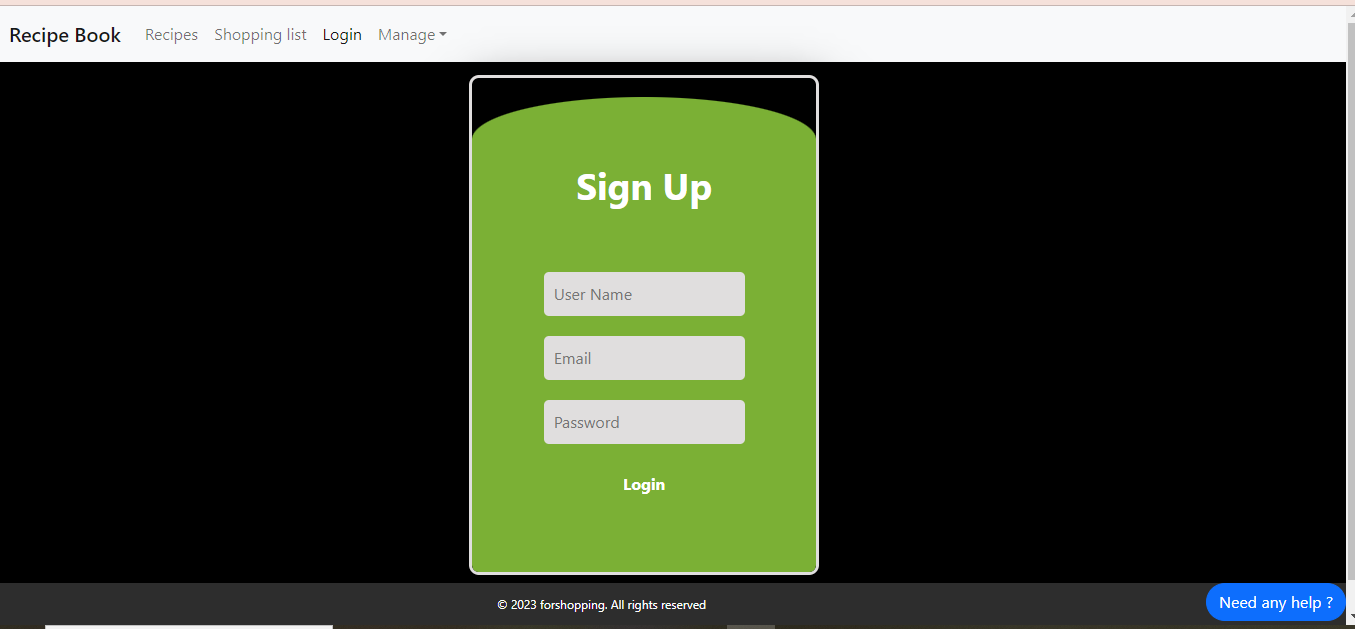 Recipe Book Recipes Shopping list Login Manage
Sign Up
User Name
Email
Password
Login
© 2023 forshopping. All rights reserved
Need any help ?